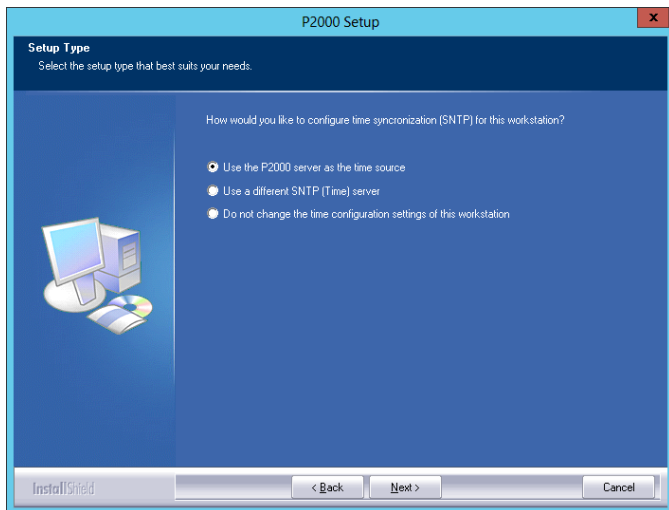 P2000 Setup
x
Setup Type
Select the setup type that best suits your needs.
How would you like to configure time syncronization (SNTP) for this workstation?
Use the P2000 server as the time source
Use a different SNTP (Time) server
Do not change the time configuration settings of this workstation
InstallShield
< Back
Next >
Cancel